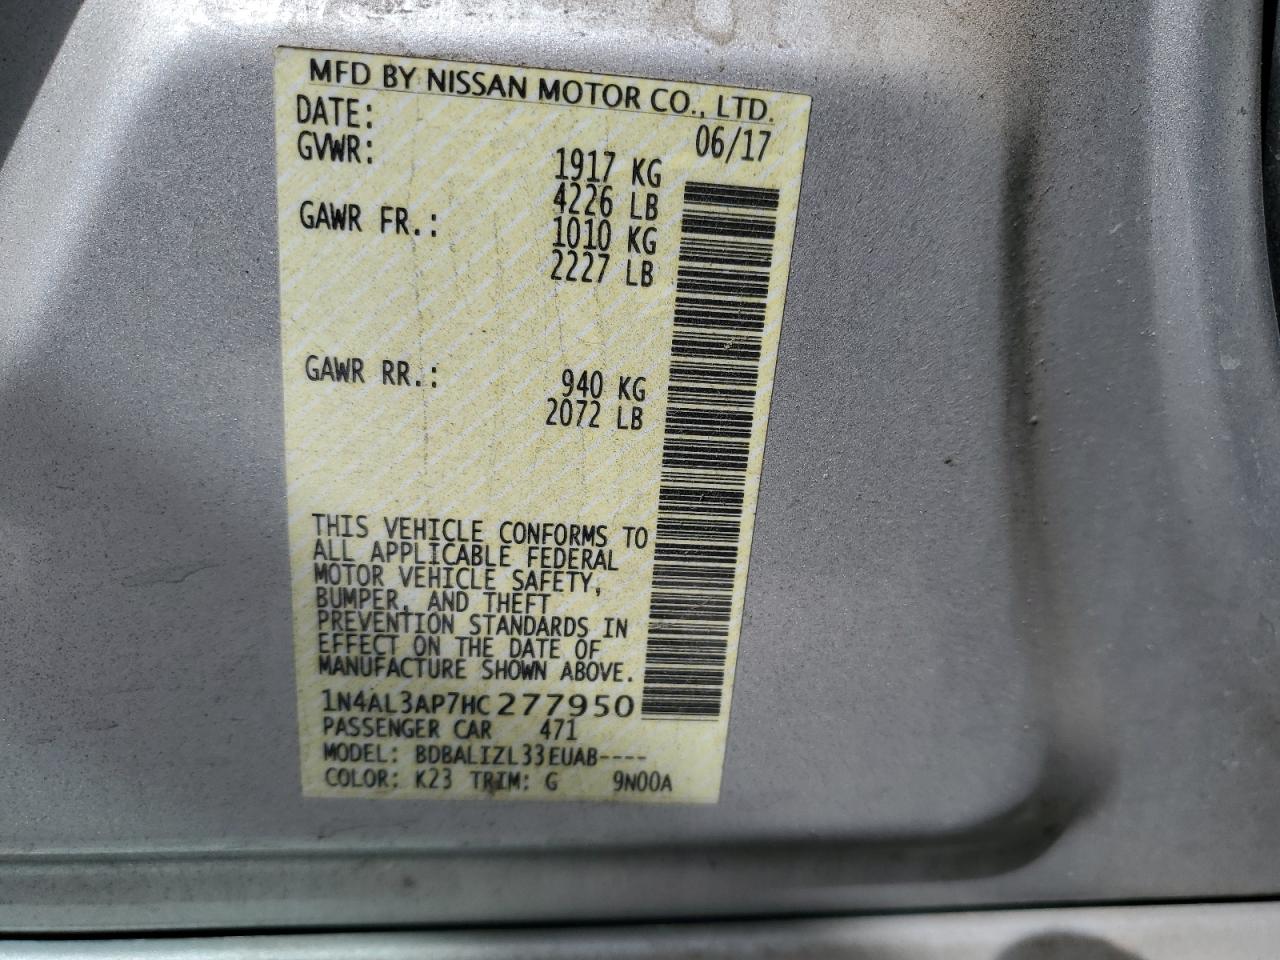 MFD BY NISSAN MOTOR CO., LTD.
DATE: 06/17
GVWR: 1917 KG
4226 LB
GAWR FR.: 1010 KG
2227 LB
GAWR RR.: 940 KG
2072 LB
THIS VEHICLE CONFORMS TO
ALL APPLICABLE FEDERAL
MOTOR VEHICLE SAFETY,
BUMPER, AND THEFT
PREVENTION STANDARDS IN
EFFECT ON THE DATE OF
MANUFACTURE SHOWN ABOVE.
1N4AL3AP7HC277950
PASSENGER CAR 471
MODEL: BDBALIZL33EUAB----
COLOR: K23 TRIM: G 9N00A